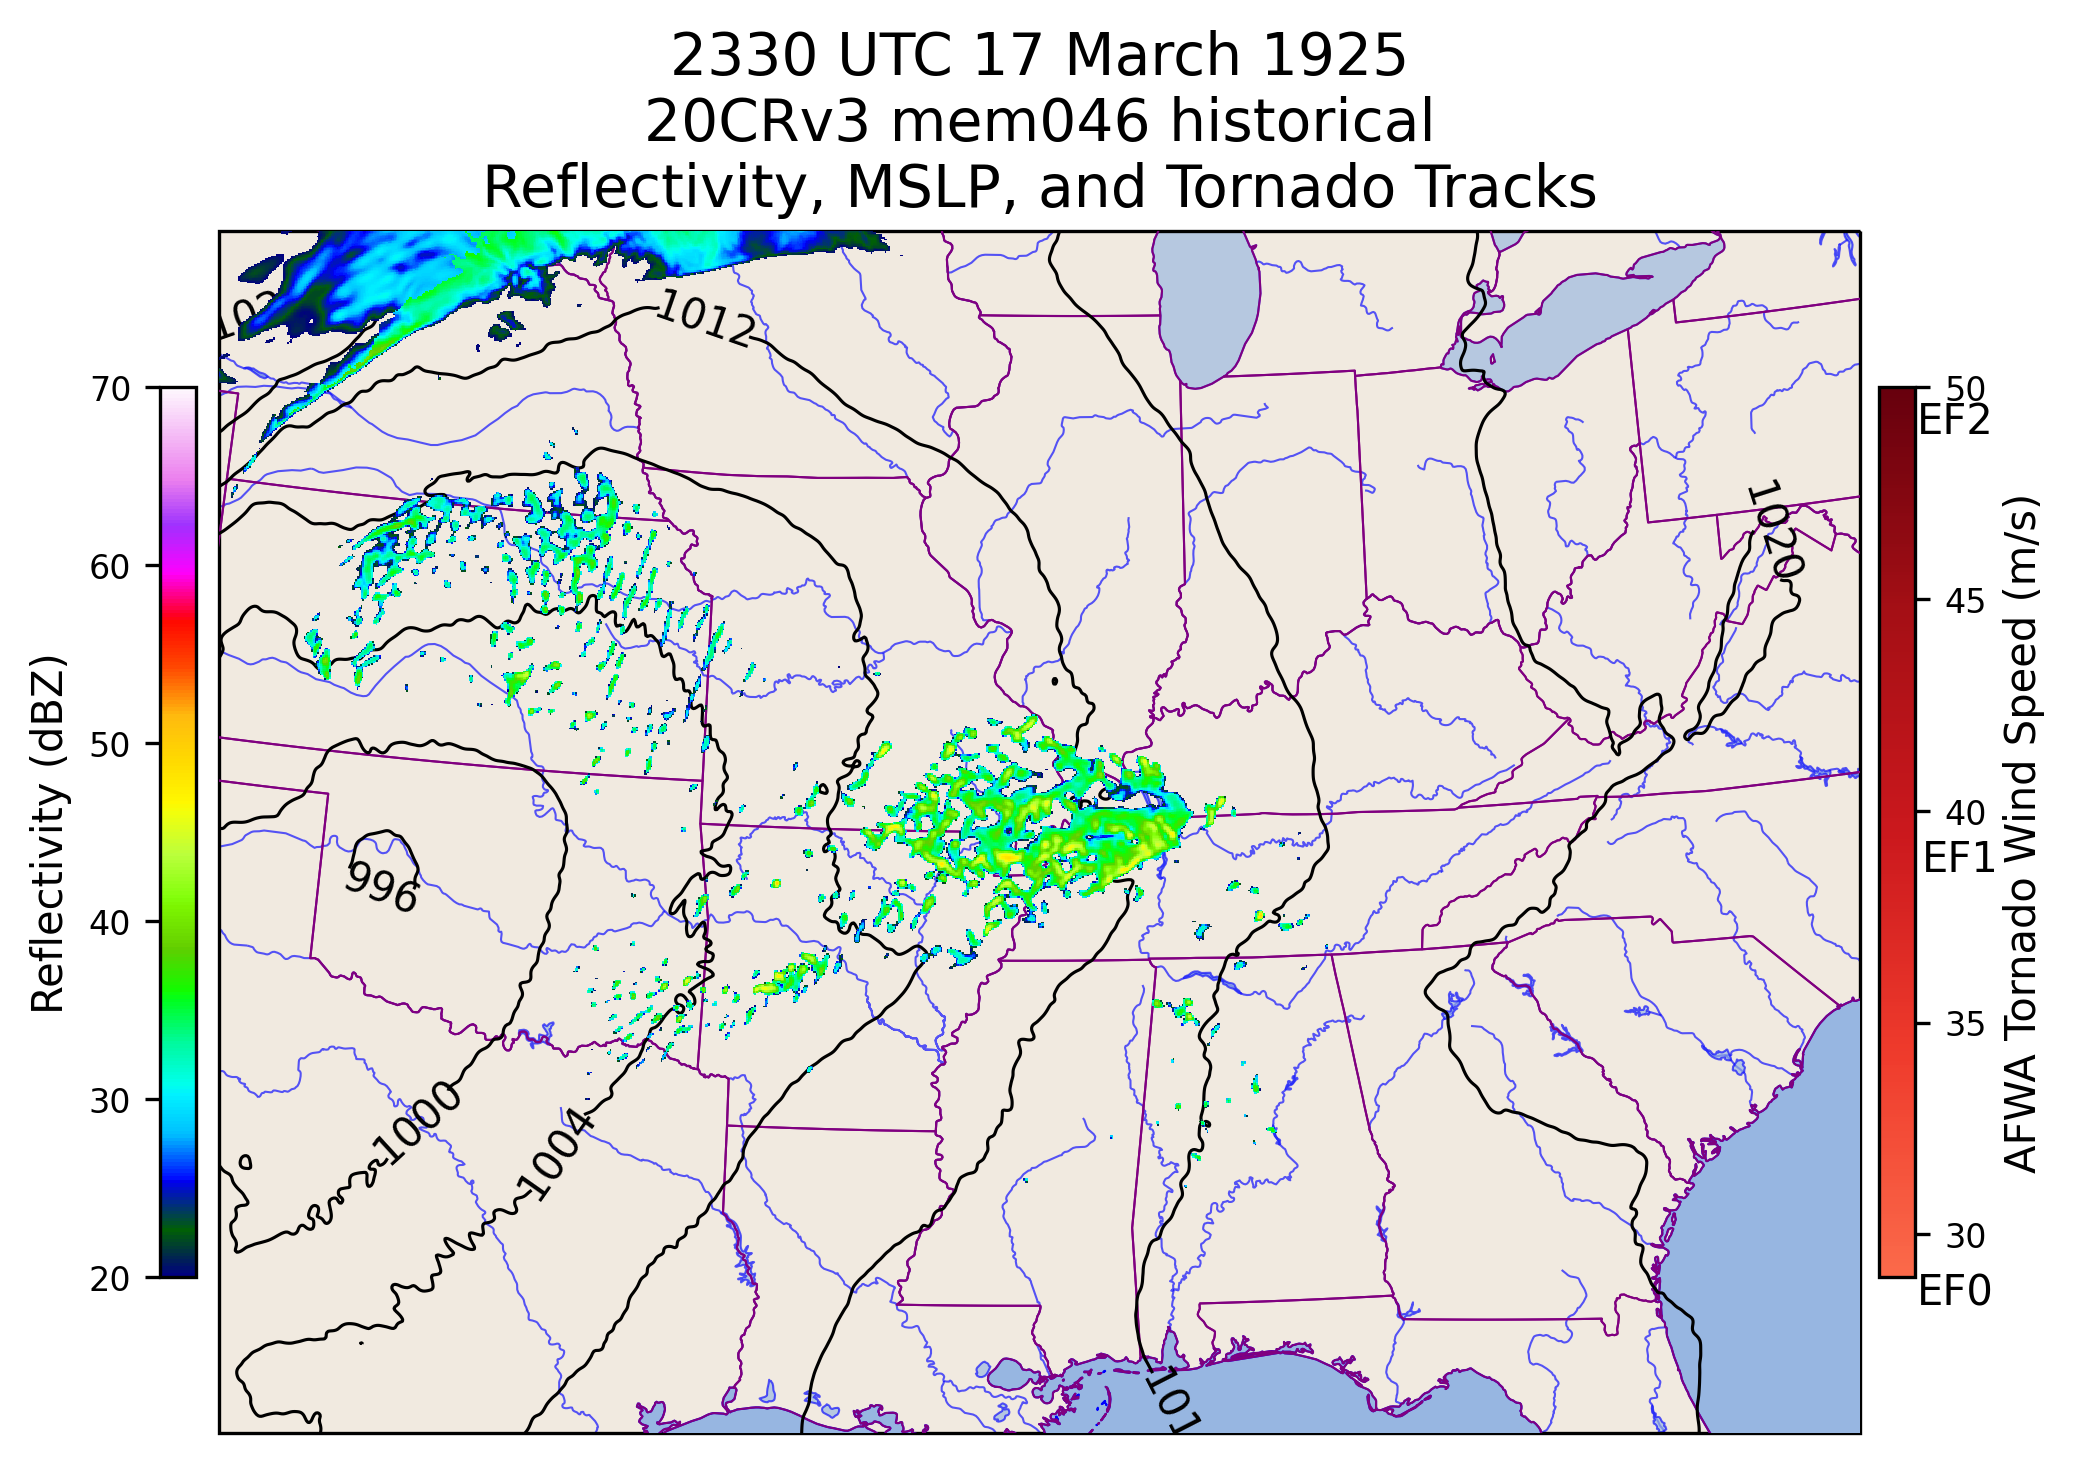 2330 UTC 17 March 1925
20CRv3 mem046 historical
Reflectivity, MSLP, and Tornado Tracks
1012
1020
996
1000
1004
101
Reflectivity (dBZ)
70
60
50
40
30
20
50
EF2
45
40
EF1
35
30
EF0
AFWA Tornado Wind Speed (m/s)